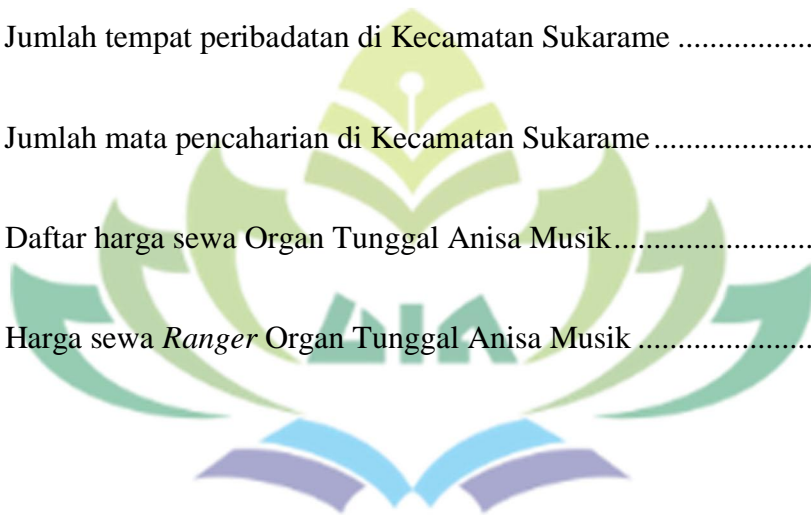 Jumlah tempat peribadatan di Kecamatan Sukarame ..................
Jumlah mata pencaharian di Kecamatan Sukarame ....................
Daftar harga sewa Organ Tunggal Anisa Musik.........................
Harga sewa Ranger Organ Tunggal Anisa Musik ......................